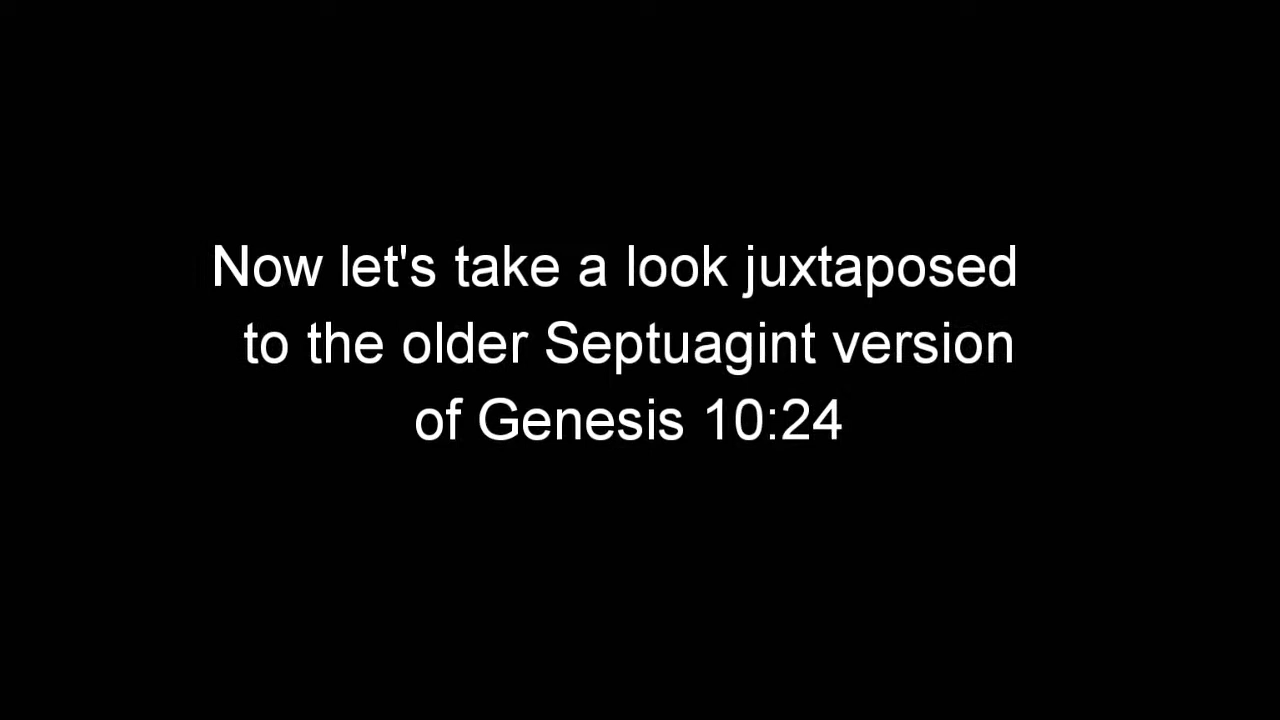 Now let's take a look juxtaposed
to the older Septuagint version
of Genesis 10:24